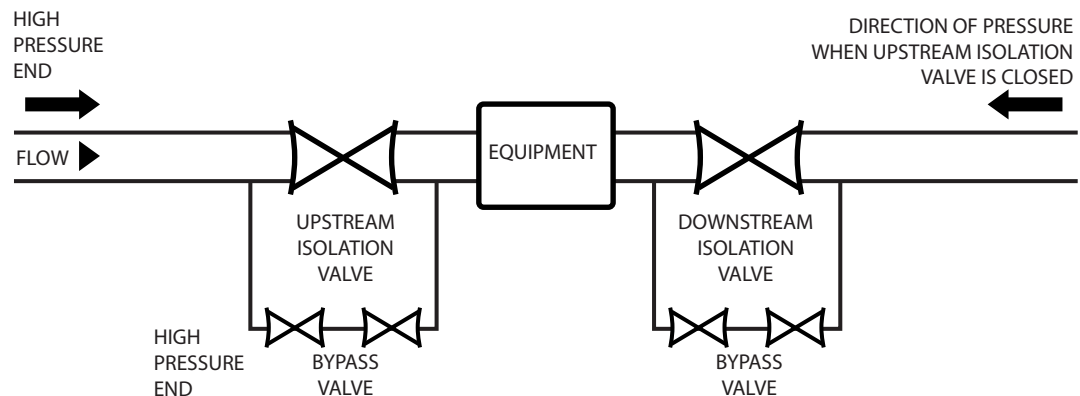 HIGH
PRESSURE
END
DIRECTION OF PRESSURE
WHEN UPSTREAM ISOLATION
VALVE IS CLOSED
FLOW
EQUIPMENT
UPSTREAM
ISOLATION
VALVE
DOWNSTREAM
ISOLATION
VALVE
HIGH
PRESSURE
END
BYPASS
VALVE
BYPASS
VALVE